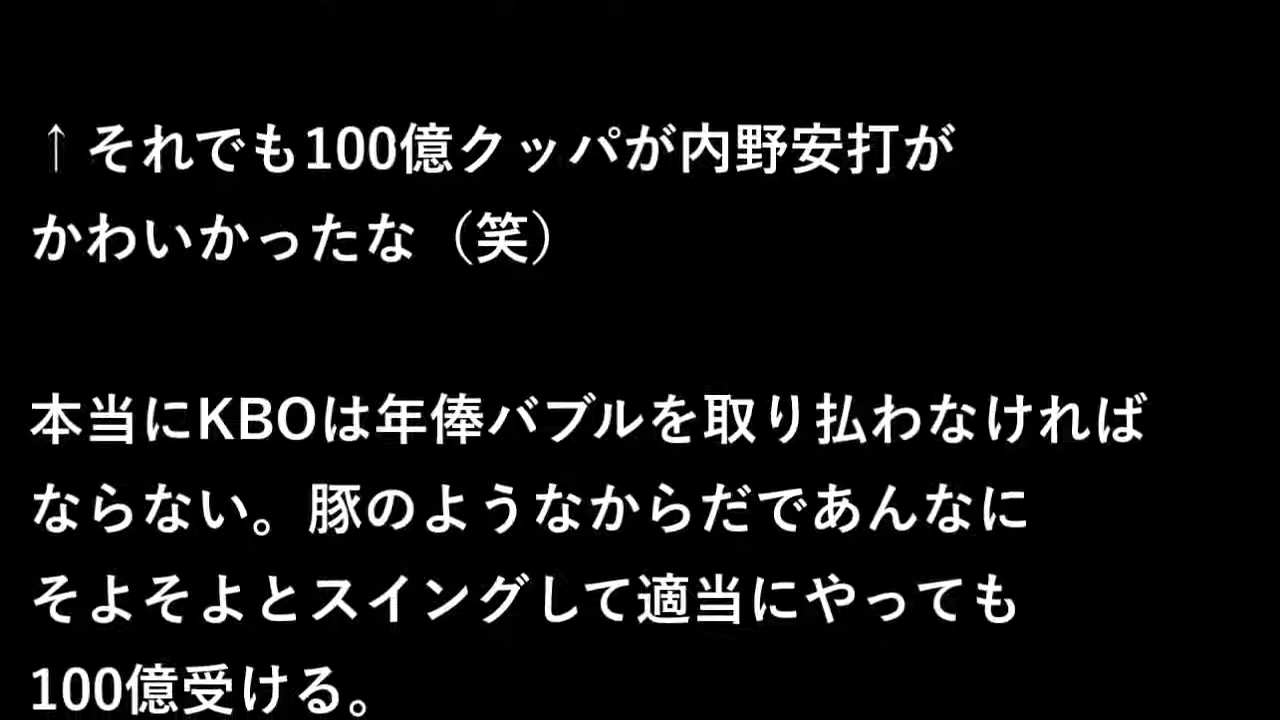 ↑それでも100億クッパが内野安打が
かわいかったな（笑）
本当にKBOは年俸バブルを取り払わなければ
ならない。豚のようなからだであんなに
そよそよとスイングして適当にやっても
100億受ける。